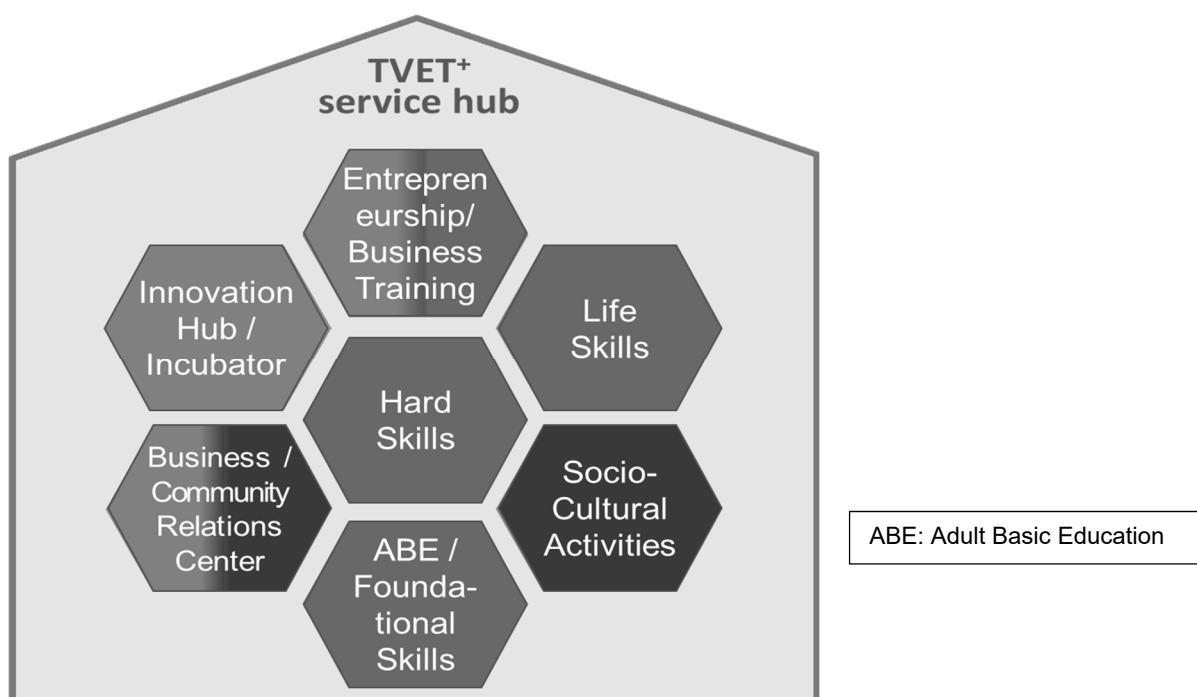 TVET⁺
service hub
Entrepren
eurship/
Business
Training
Innovation
Hub /
Incubator
Life
Skills
Hard
Skills
Business /
Community
Relations
Center
Socio-
Cultural
Activities
ABE /
Founda-
tional
Skills
ABE: Adult Basic Education